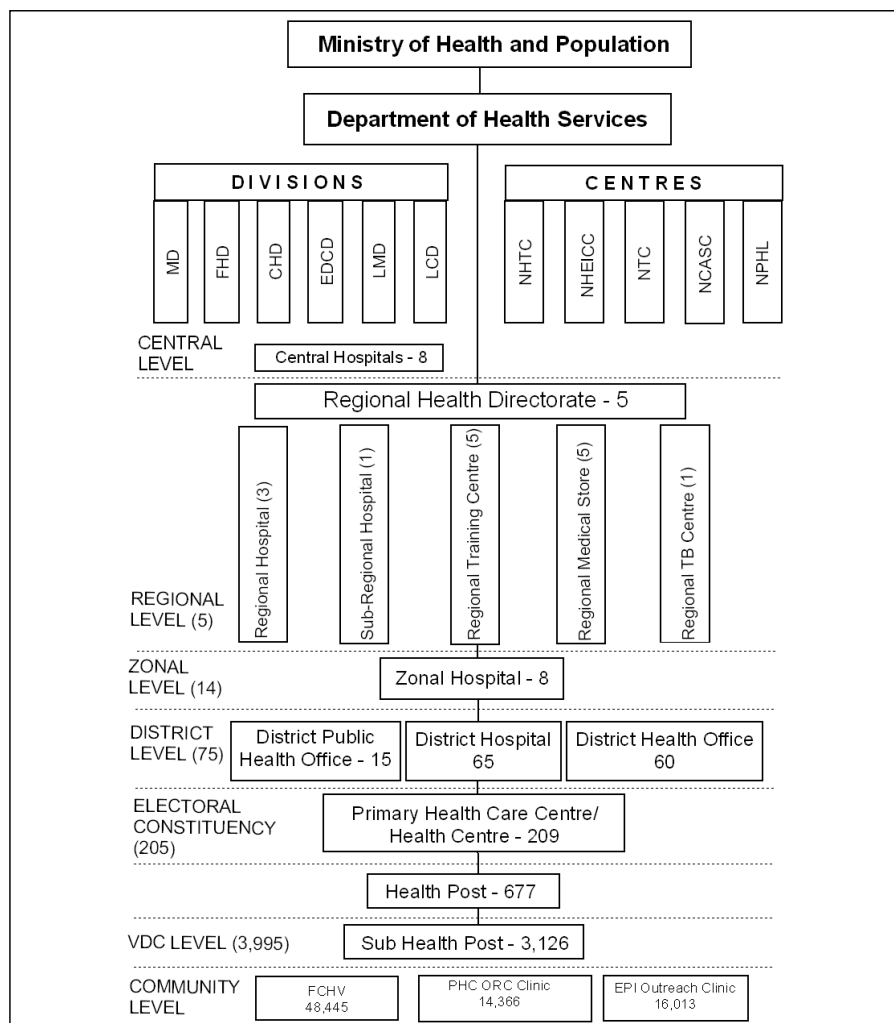 Ministry of Health and Population
Department of Health Services
DIVISIONS
CENTRES
MD
FHD
CHD
EDCD
LMD
LCD
NHTC
NHEICC
NTC
NCASC
NPHL
CENTRAL
LEVEL
Central Hospitals - 8
Regional Health Directorate - 5
Regional Hospital (3)
Sub-Regional Hospital (1)
Regional Training Centre (5)
Regional Medical Store (5)
Regional TB Centre (1)
REGIONAL
LEVEL (5)
ZONAL
LEVEL (14)
Zonal Hospital - 8
DISTRICT
LEVEL (75)
District Public
Health Office - 15
District Hospital
65
District Health Office
60
ELECTORAL
CONSTITUENCY
(205)
Primary Health Care Centre/
Health Centre - 209
Health Post - 677
VDC LEVEL (3,995)
Sub Health Post - 3,126
COMMUNITY
LEVEL
FCHV
48,445
PHC ORC Clinic
14,366
EPI Outreach Clinic
16,013